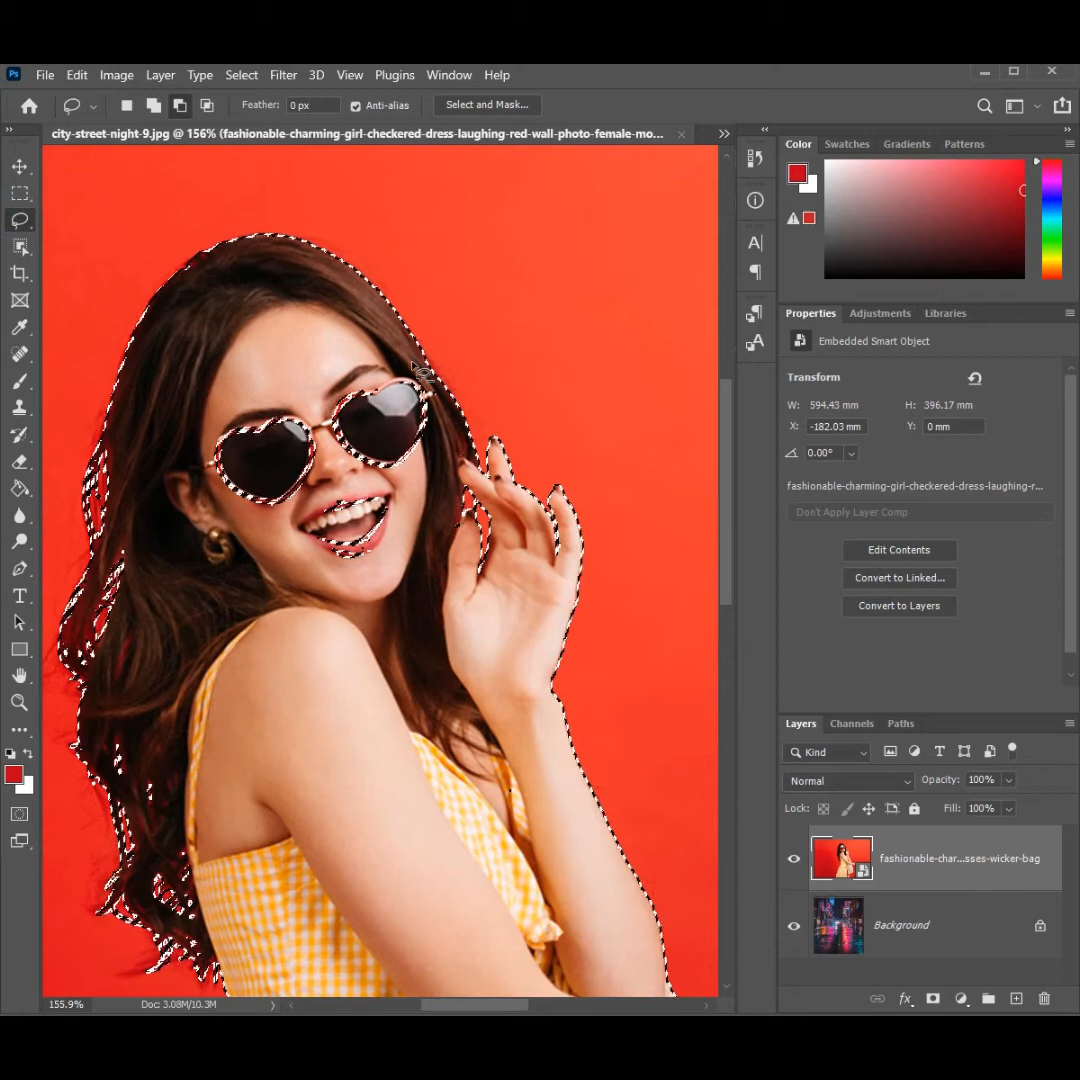 Ps File Edit Image Layer Type Select Filter 3D View Plugins Window Help
Feather: 0 px Anti-alias Select and Mask...
city-street-night-9.jpg @ 156% (fashionable-charming-girl-checkered-dress-laughing-red-wall-photo-female-mo...
Color Swatches Gradients Patterns
Properties Adjustments Libraries
Embedded Smart Object
Transform
W: 594.43 mm H: 396.17 mm
X: -182.03 mm Y: 0 mm
0.00°
fashionable-charming-girl-checkered-dress-laughing-r...
Don't Apply Layer Comp
Edit Contents
Convert to Linked...
Convert to Layers
Layers Channels Paths
Kind
Normal Opacity: 100%
Lock: Fill: 100%
fashionable-char...sses-wicker-bag
Background
155.9% Doc: 3.08M/10.3M